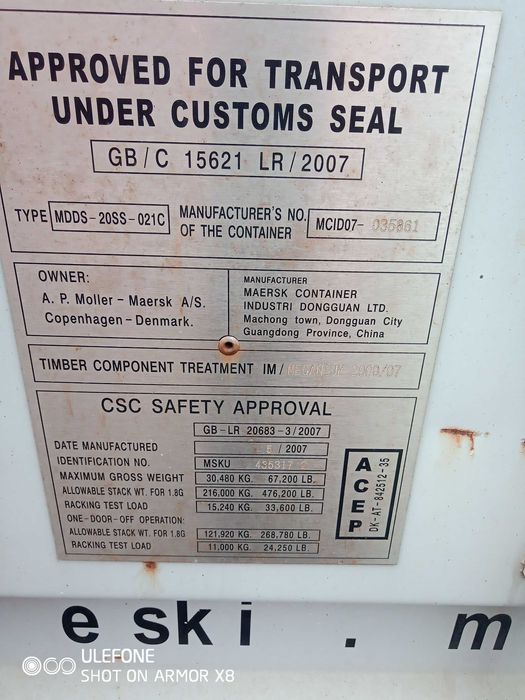 APPROVED FOR TRANSPORT
UNDER CUSTOMS SEAL
GB/C 15621 LR/2007
TYPE MDDS-20SS-021C MANUFACTURER'S NO. OF THE CONTAINER MCID07-035861
OWNER:
A. P. Moller - Maersk A/S.
Copenhagen - Denmark.
MANUFACTURER
MAERSK CONTAINER
INDUSTRI DONGGUAN LTD.
Machong town, Dongguan City
Guangdong Province, China
TIMBER COMPONENT TREATMENT IM/
CSC SAFETY APPROVAL
GB-LR 20683-3/2007
DATE MANUFACTURED /2007
IDENTIFICATION NO. MSKU
MAXIMUM GROSS WEIGHT 30.480 KG. 67,200 LB.
ALLOWABLE STACK WT. FOR 1.8G 216,000 KG. 476,200 LB.
RACKING TEST LOAD 15.240 KG. 33,600 LB.
ONE-DOOR-OFF OPERATION:
ALLOWABLE STACK WT. FOR 1.8G 121,920 KG. 268,780 LB.
RACKING TEST LOAD 11,000 KG. 24,250 LB.
ACEP
DK-AT-842512-35
eski.m
ULEFONE
SHOT ON ARMOR X8